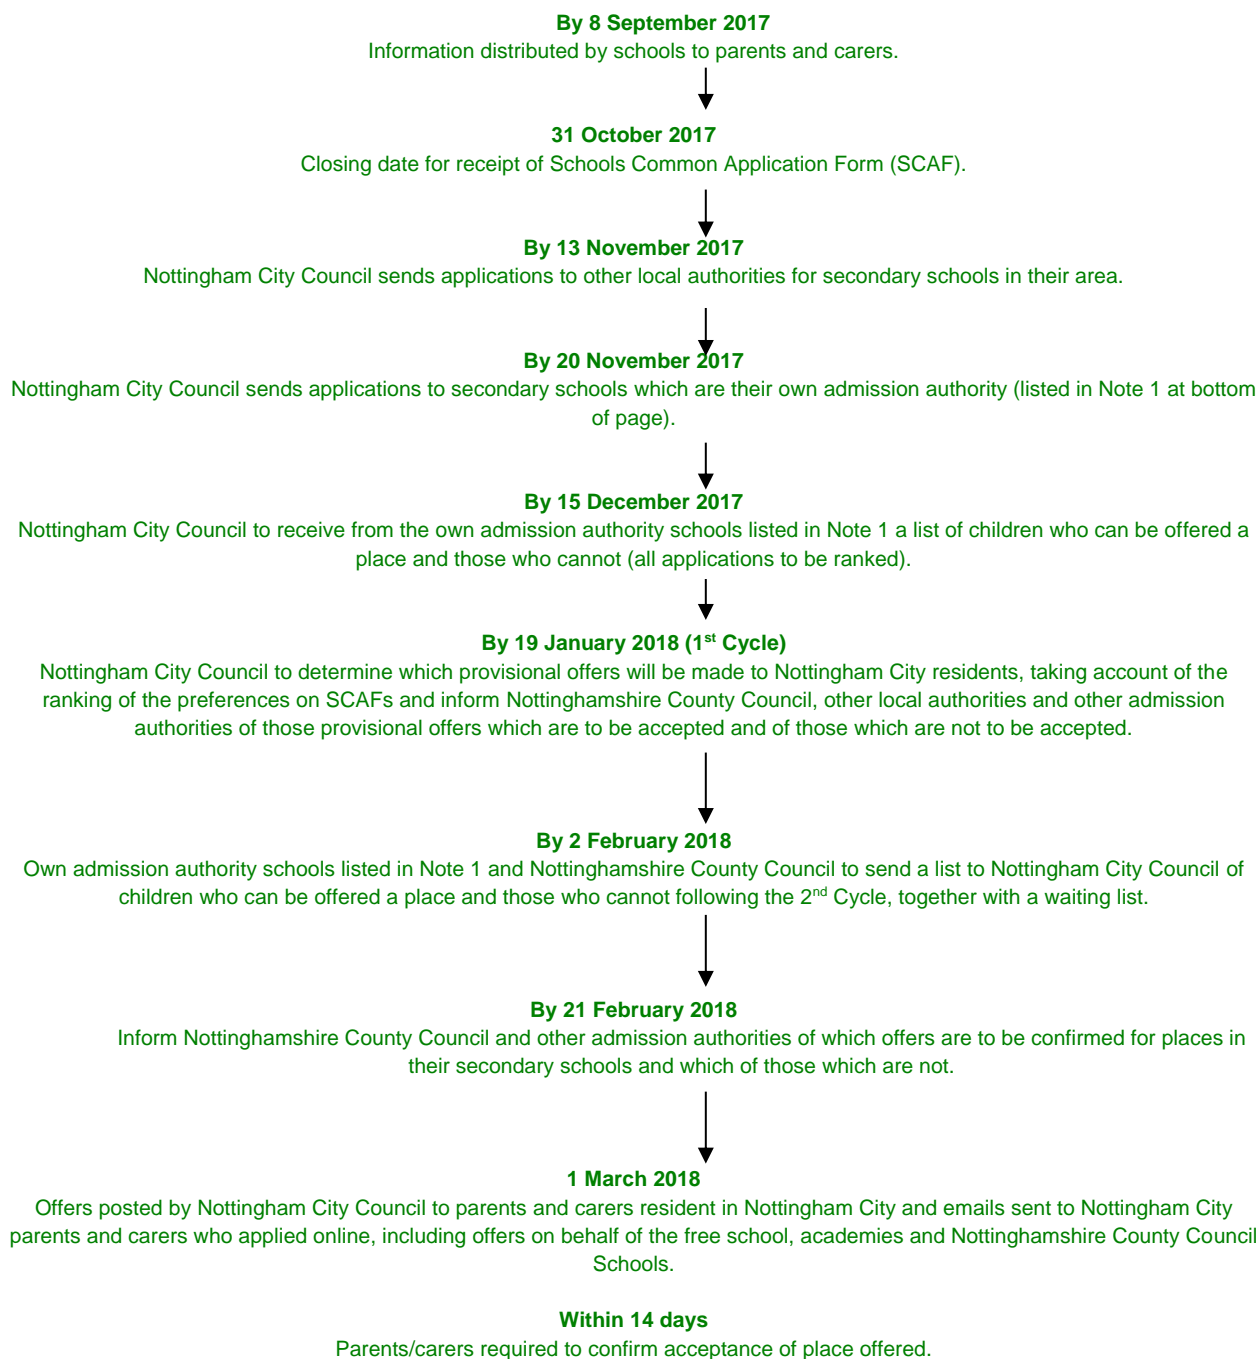 By 8 September 2017
Information distributed by schools to parents and carers.
31 October 2017
Closing date for receipt of Schools Common Application Form (SCAF).
By 13 November 2017
Nottingham City Council sends applications to other local authorities for secondary schools in their area.
By 20 November 2017
Nottingham City Council sends applications to secondary schools which are their own admission authority (listed in Note 1 at bottom
of page).
By 15 December 2017
Nottingham City Council to receive from the own admission authority schools listed in Note 1 a list of children who can be offered a
place and those who cannot (all applications to be ranked).
By 19 January 2018 (1st Cycle)
Nottingham City Council to determine which provisional offers will be made to Nottingham City residents, taking account of the
ranking of the preferences on SCAFs and inform Nottinghamshire County Council, other local authorities and other admission
authorities of those provisional offers which are to be accepted and of those which are not to be accepted.
By 2 February 2018
Own admission authority schools listed in Note 1 and Nottinghamshire County Council to send a list to Nottingham City Council of
children who can be offered a place and those who cannot following the 2nd Cycle, together with a waiting list.
By 21 February 2018
Inform Nottinghamshire County Council and other admission authorities of which offers are to be confirmed for places in
their secondary schools and which of those which are not.
1 March 2018
Offers posted by Nottingham City Council to parents and carers resident in Nottingham City and emails sent to Nottingham City
parents and carers who applied online, including offers on behalf of the free school, academies and Nottinghamshire County Council
Schools.
Within 14 days
Parents/carers required to confirm acceptance of place offered.